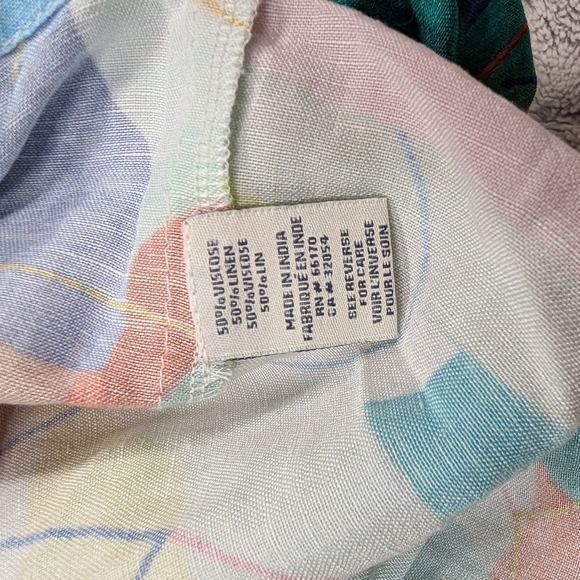 50% VISCOSE
50% LINEN
50% VISCOSE
50% LIN
MADE IN INDIA
FABRIQUÉ EN INDE
RN # 66170
CA # 32054
SEE REVERSE
FOR CARE
VOIR L'INVERSE
POUR LE SOIN